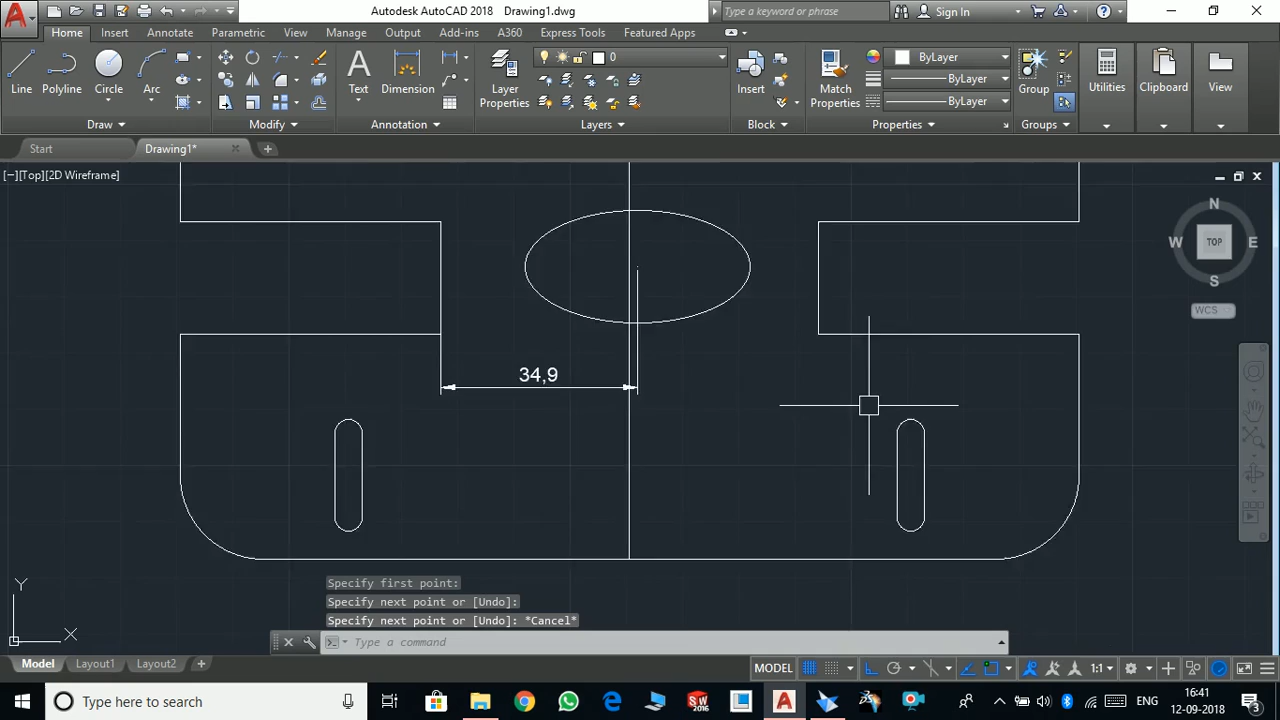 Autodesk AutoCAD 2018 Drawing1.dwg
Type a keyword or phrase
Sign In
Home Insert Annotate Parametric View Manage Output Add-ins A360 Express Tools Featured Apps
Line Polyline Circle Arc
Text Dimension
Layer
Properties
0
Insert
Match
Properties
ByLayer
ByLayer
ByLayer
Group
Utilities Clipboard View
Draw Modify Annotation Layers Block Properties Groups
Start Drawing1*
[−][Top][2D Wireframe]
N
W TOP E
S
WCS
34,9
Y
X
Specify first point:
Specify next point or [Undo]:
Specify next point or [Undo]: *Cancel*
Type a command
Model Layout1 Layout2
MODEL 1:1
Type here to search
SW
2016
ENG
16:41
12-09-2018
3